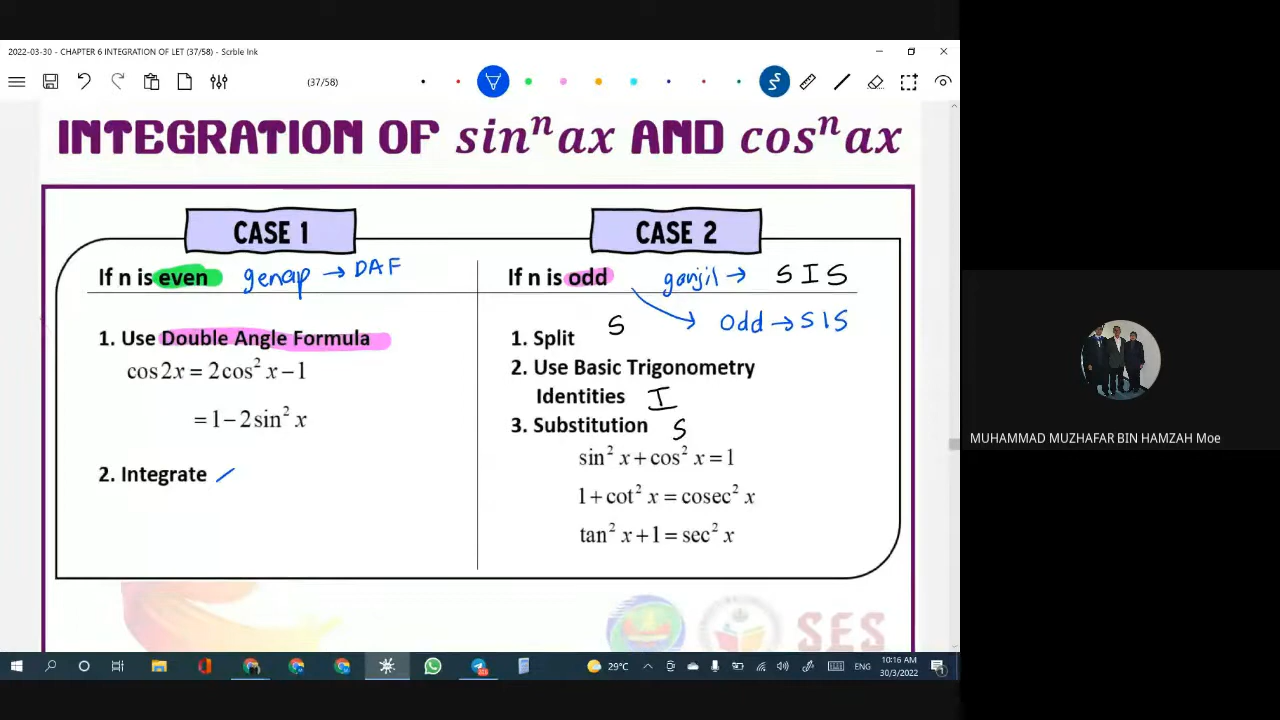 2022-03-30 - CHAPTER 6 INTEGRATION OF LET (37/58) - Scrble Ink
(37/58)
INTEGRATION OF sinⁿax AND cosⁿax
CASE 1
If n is even genap → DAF
1. Use Double Angle Formula
cos 2x = 2cos² x − 1
= 1 − 2sin² x
2. Integrate
CASE 2
If n is odd ganjil → SIS
Odd → SIS
1. Split S
2. Use Basic Trigonometry
Identities I
3. Substitution S
sin² x + cos² x = 1
1 + cot² x = cosec² x
tan² x + 1 = sec² x
SES
MUHAMMAD MUZHAFAR BIN HAMZAH Moe
29°C
ENG
10:16 AM
30/3/2022